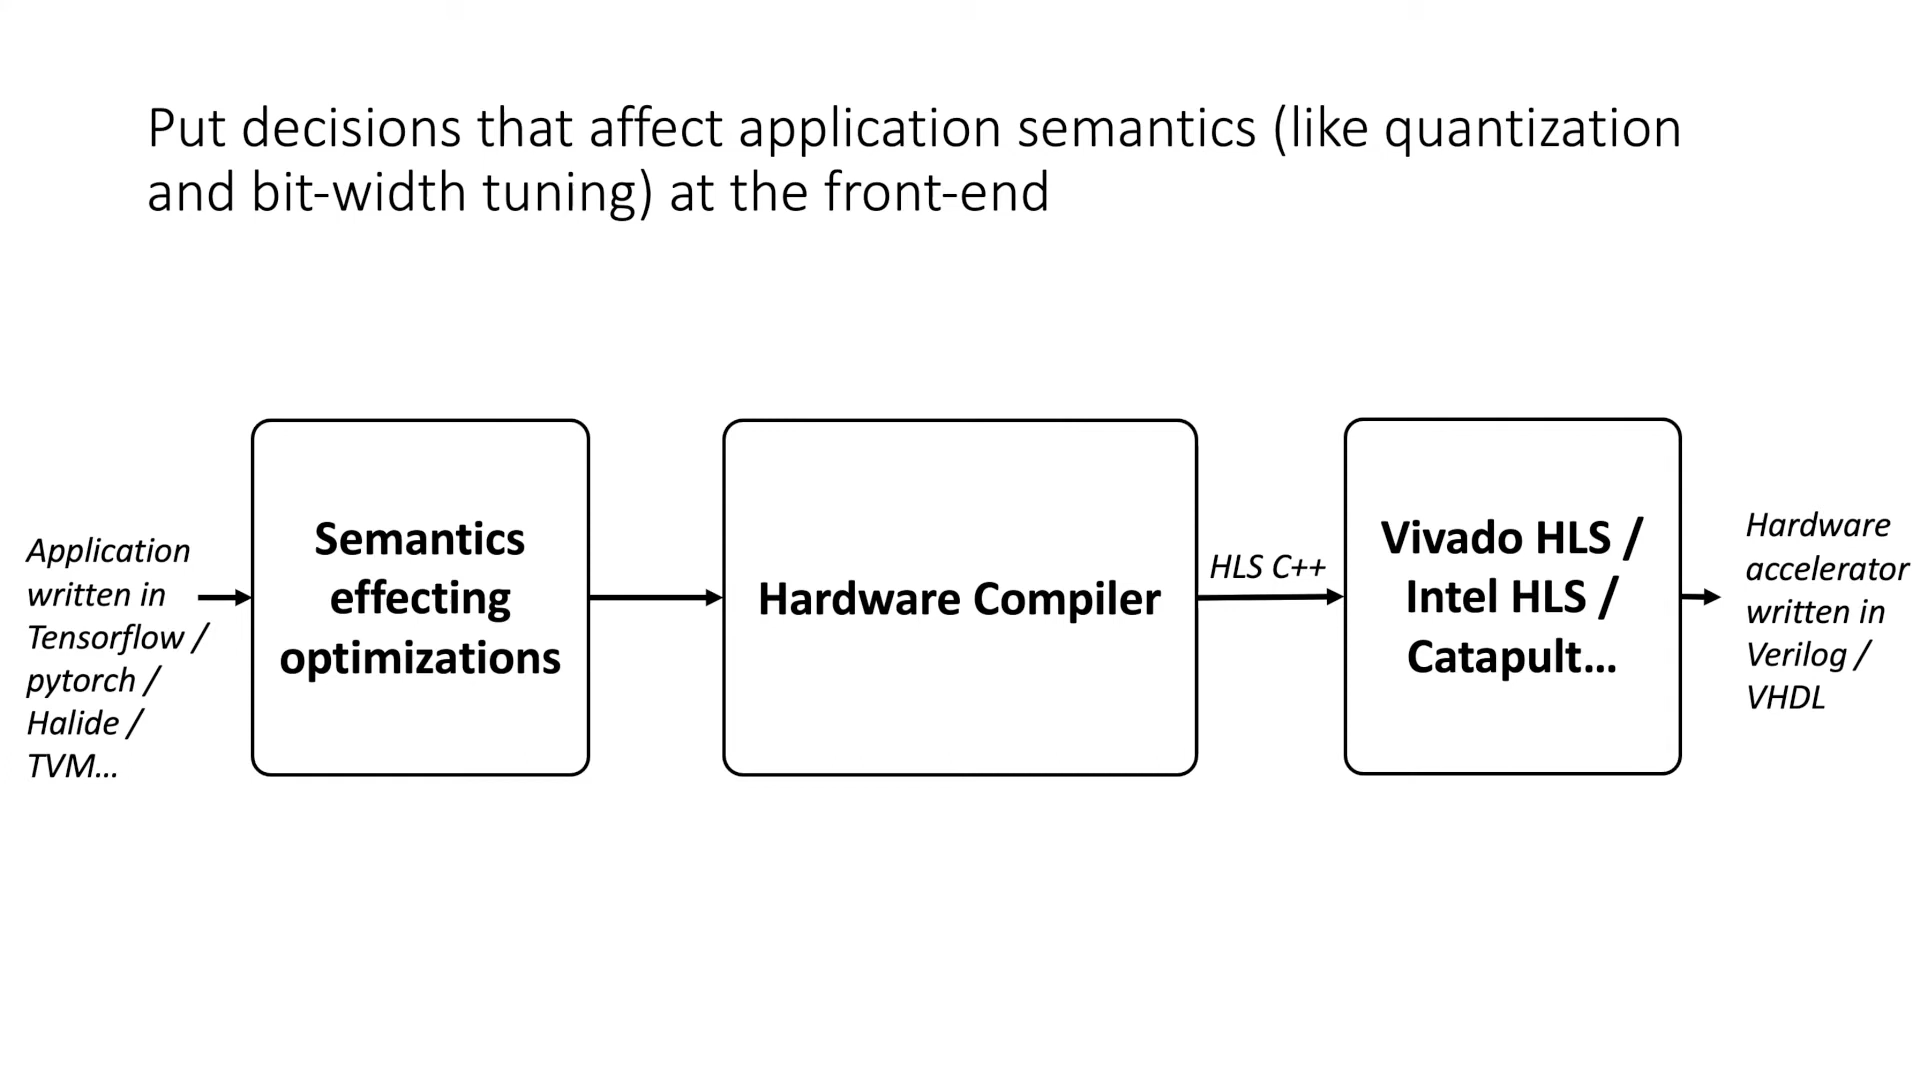 Put decisions that affect application semantics (like quantization
and bit-width tuning) at the front-end
Application
written in
Tensorflow /
pytorch /
Halide /
TVM...
Semantics
effecting
optimizations
Hardware Compiler
HLS C++
Vivado HLS /
Intel HLS /
Catapult...
Hardware
accelerator
written in
Verilog /
VHDL